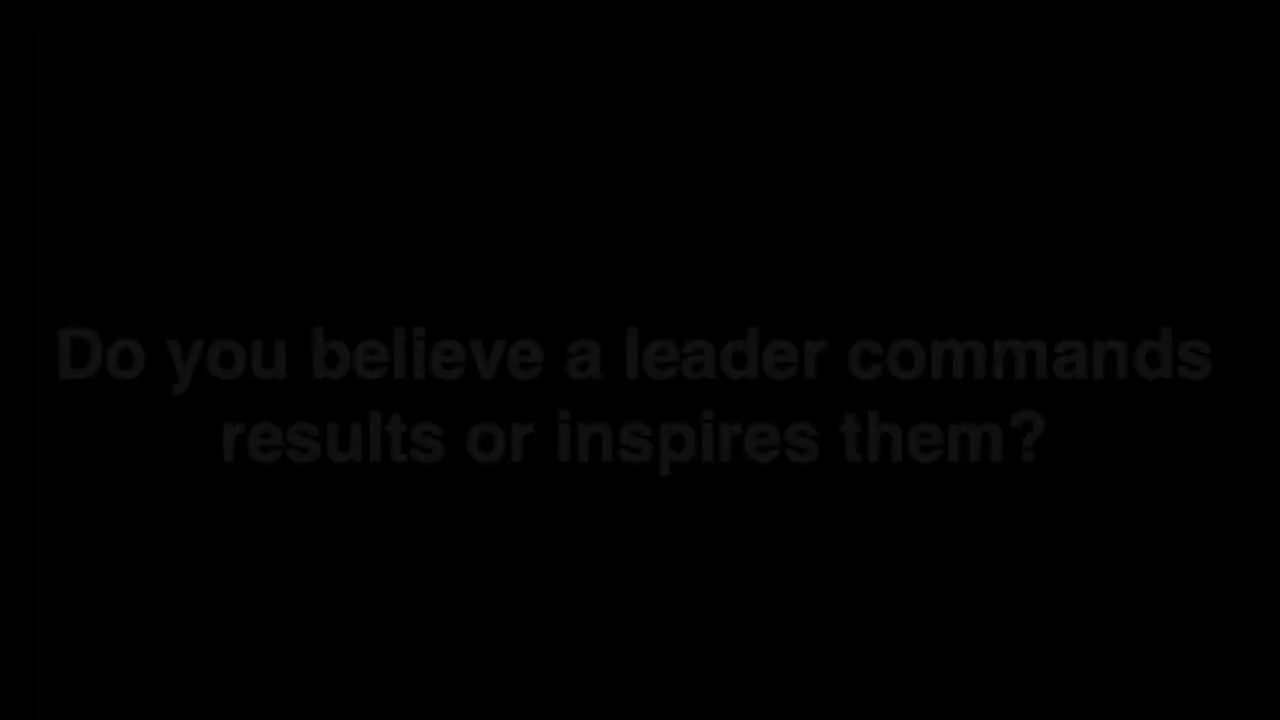 Do you believe a leader commands
results or inspires them?